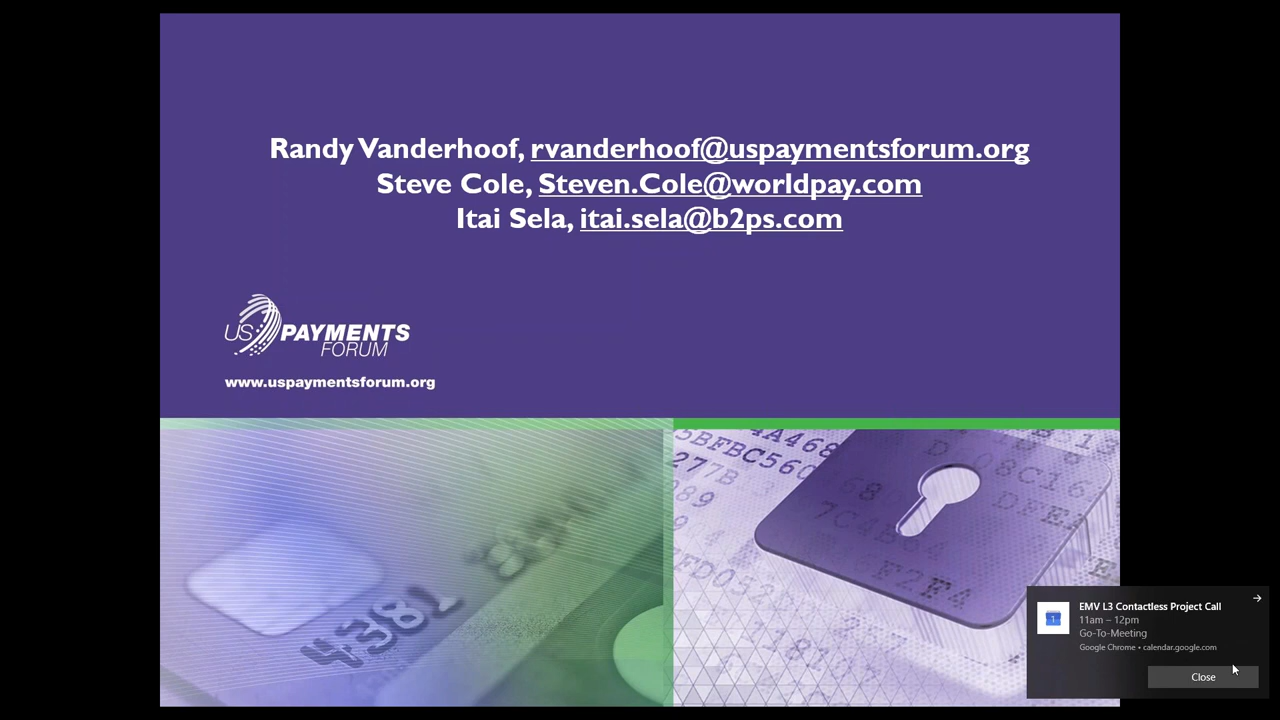 Randy Vanderhoof, rvanderhoof@uspaymentsforum.org
Steve Cole, Steven.Cole@worldpay.com
Itai Sela, itai.sela@b2ps.com
US PAYMENTS
FORUM
www.uspaymentsforum.org
4381
EMV L3 Contactless Project Call
11am – 12pm
Go-To-Meeting
Google Chrome • calendar.google.com
Close